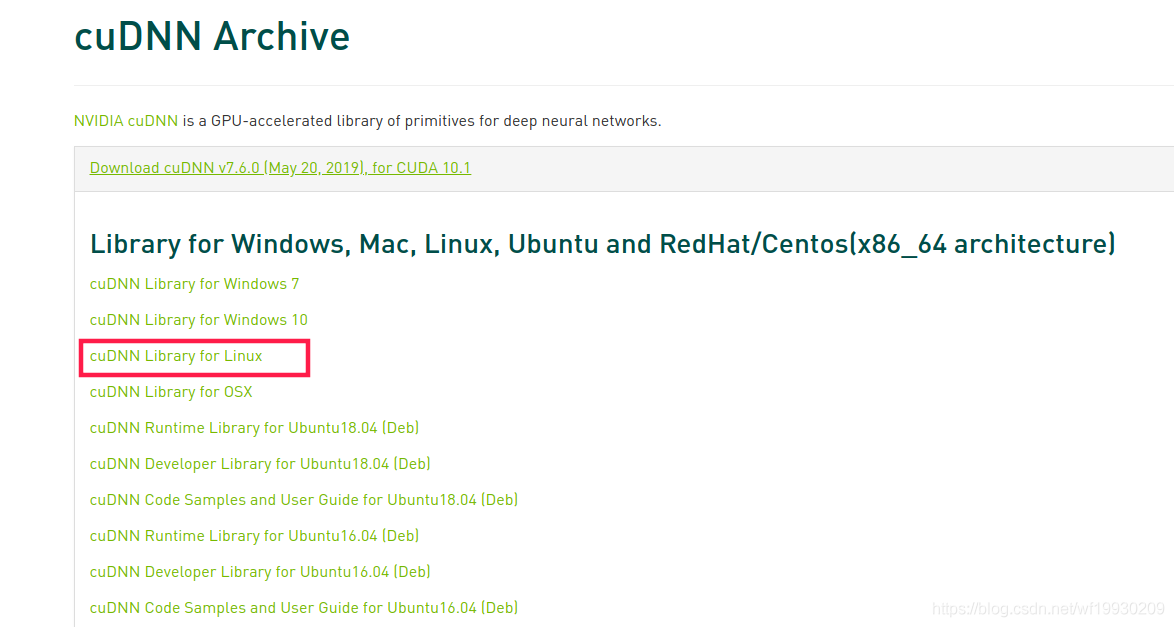 cuDNN Archive
NVIDIA cuDNN is a GPU-accelerated library of primitives for deep neural networks.
Download cuDNN v7.6.0 (May 20, 2019), for CUDA 10.1
Library for Windows, Mac, Linux, Ubuntu and RedHat/Centos(x86_64 architecture)
cuDNN Library for Windows 7
cuDNN Library for Windows 10
cuDNN Library for Linux
cuDNN Library for OSX
cuDNN Runtime Library for Ubuntu18.04 (Deb)
cuDNN Developer Library for Ubuntu18.04 (Deb)
cuDNN Code Samples and User Guide for Ubuntu18.04 (Deb)
cuDNN Runtime Library for Ubuntu16.04 (Deb)
cuDNN Developer Library for Ubuntu16.04 (Deb)
cuDNN Code Samples and User Guide for Ubuntu16.04 (Deb)
https://blog.csdn.net/wf19930209